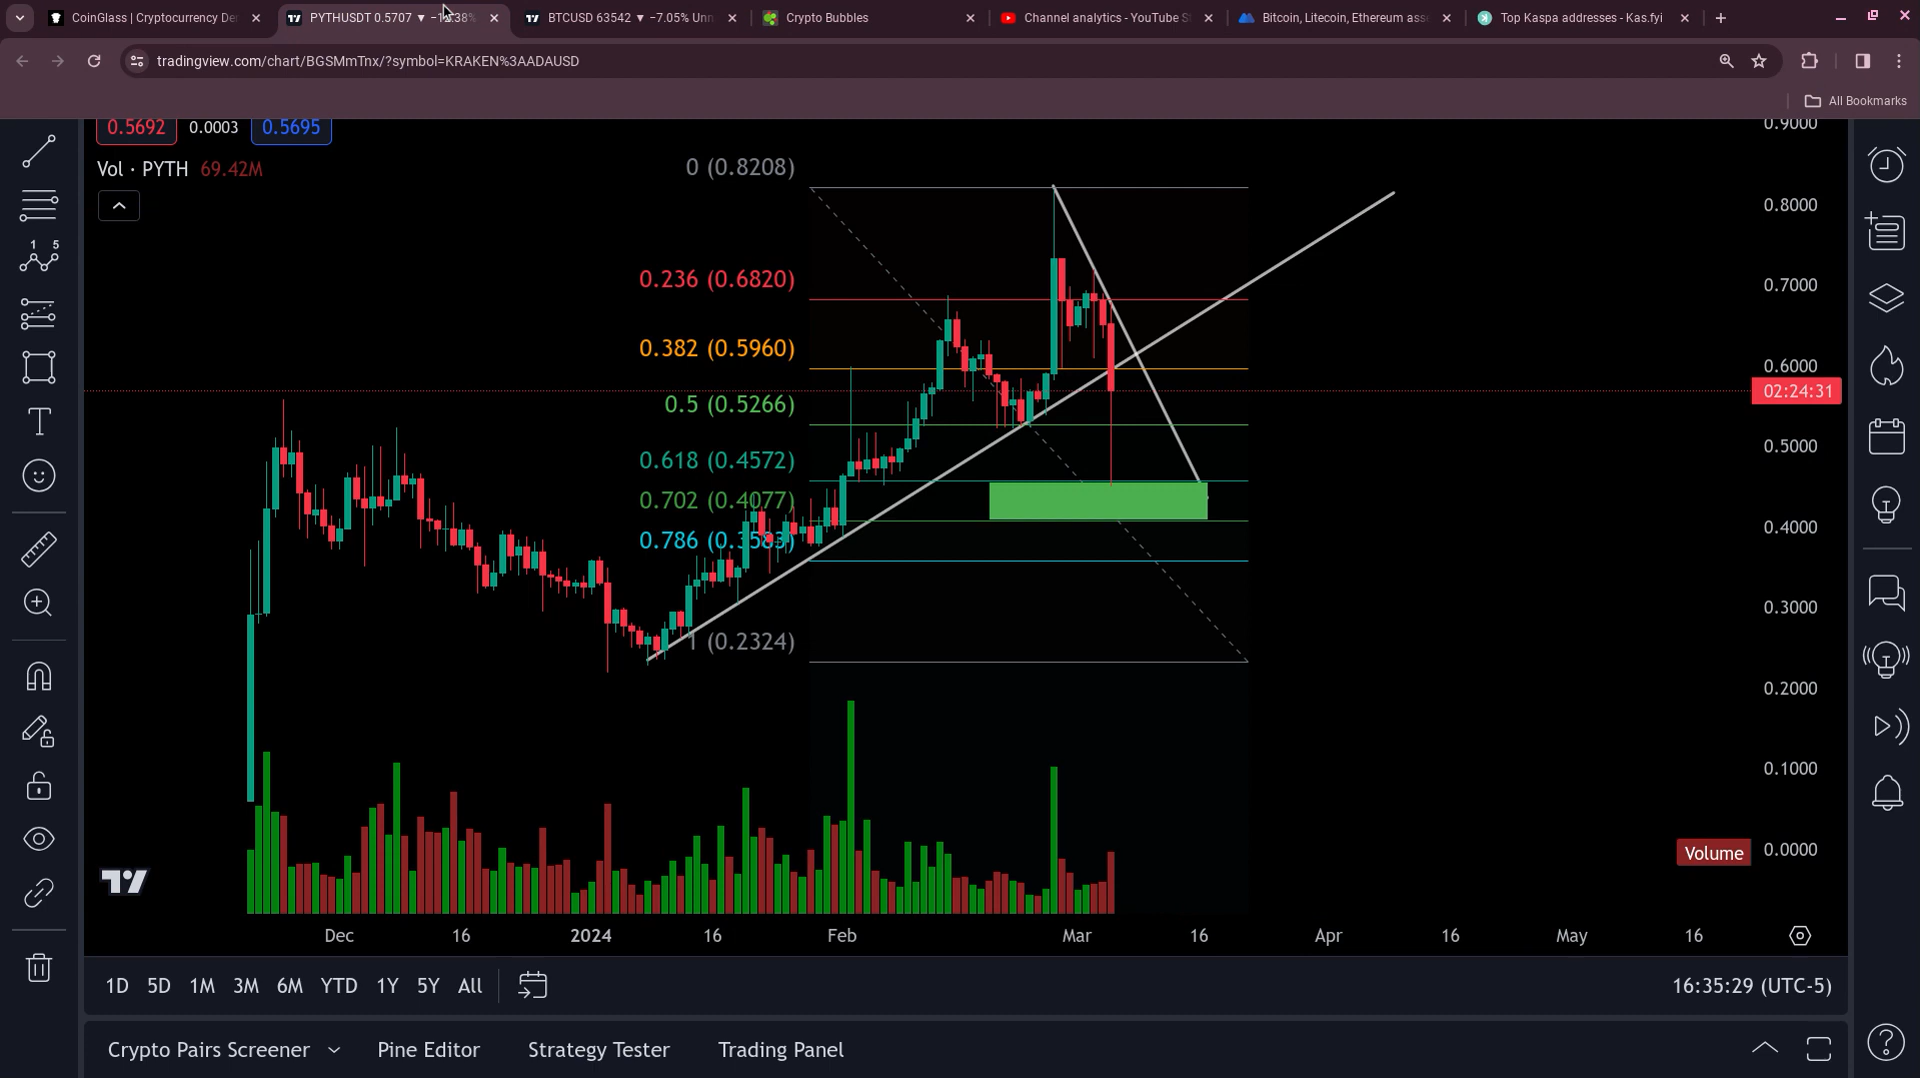 CoinGlass | Cryptocurrency De
PYTHUSDT 0.5707 ▼
BTCUSD 63542 ▼ −7.05% Unn
Crypto Bubbles
Channel analytics - YouTube S
Bitcoin, Litecoin, Ethereum ass
Top Kaspa addresses - Kas.fyi
tradingview.com/chart/BGSMmTnx/?symbol=KRAKEN%3AADAUSD
All Bookmarks
0.5692 0.0003 0.5695
Vol · PYTH 69.42M
0 (0.8208)
0.236 (0.6820)
0.382 (0.5960)
0.5 (0.5266)
0.618 (0.4572)
0.702 (0.4077)
0.786 (0.3583)
1 (0.2324)
0.9000
0.8000
0.7000
0.6000
02:24:31
0.5000
0.4000
0.3000
0.2000
0.1000
Volume 0.0000
1 5
T
Dec 16 2024 16 Feb Mar 16 Apr 16 May 16
1D 5D 1M 3M 6M YTD 1Y 5Y All
16:35:29 (UTC-5)
Crypto Pairs Screener Pine Editor Strategy Tester Trading Panel